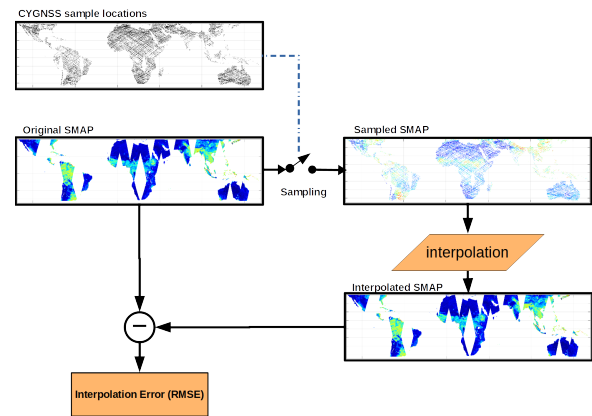 CYGNSS sample locations
Original SMAP
Sampled SMAP
Sampling
interpolation
Interpolated SMAP
−
Interpolation Error (RMSE)